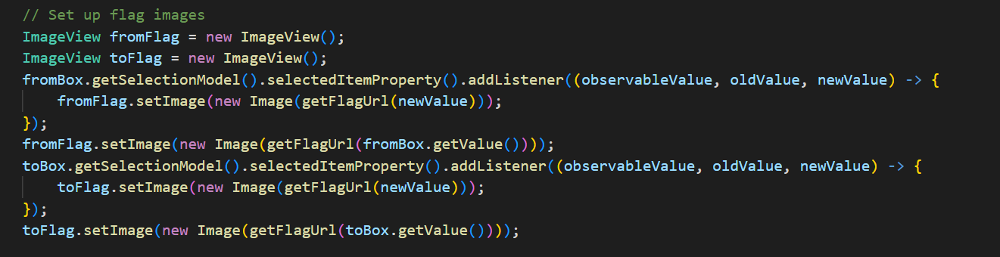 // Set up flag images
ImageView fromFlag = new ImageView();
ImageView toFlag = new ImageView();
fromBox.getSelectionModel().selectedItemProperty().addListener((observableValue, oldValue, newValue) -> {
    fromFlag.setImage(new Image(getFlagUrl(newValue)));
});
fromFlag.setImage(new Image(getFlagUrl(fromBox.getValue())));
toBox.getSelectionModel().selectedItemProperty().addListener((observableValue, oldValue, newValue) -> {
    toFlag.setImage(new Image(getFlagUrl(newValue)));
});
toFlag.setImage(new Image(getFlagUrl(toBox.getValue())));